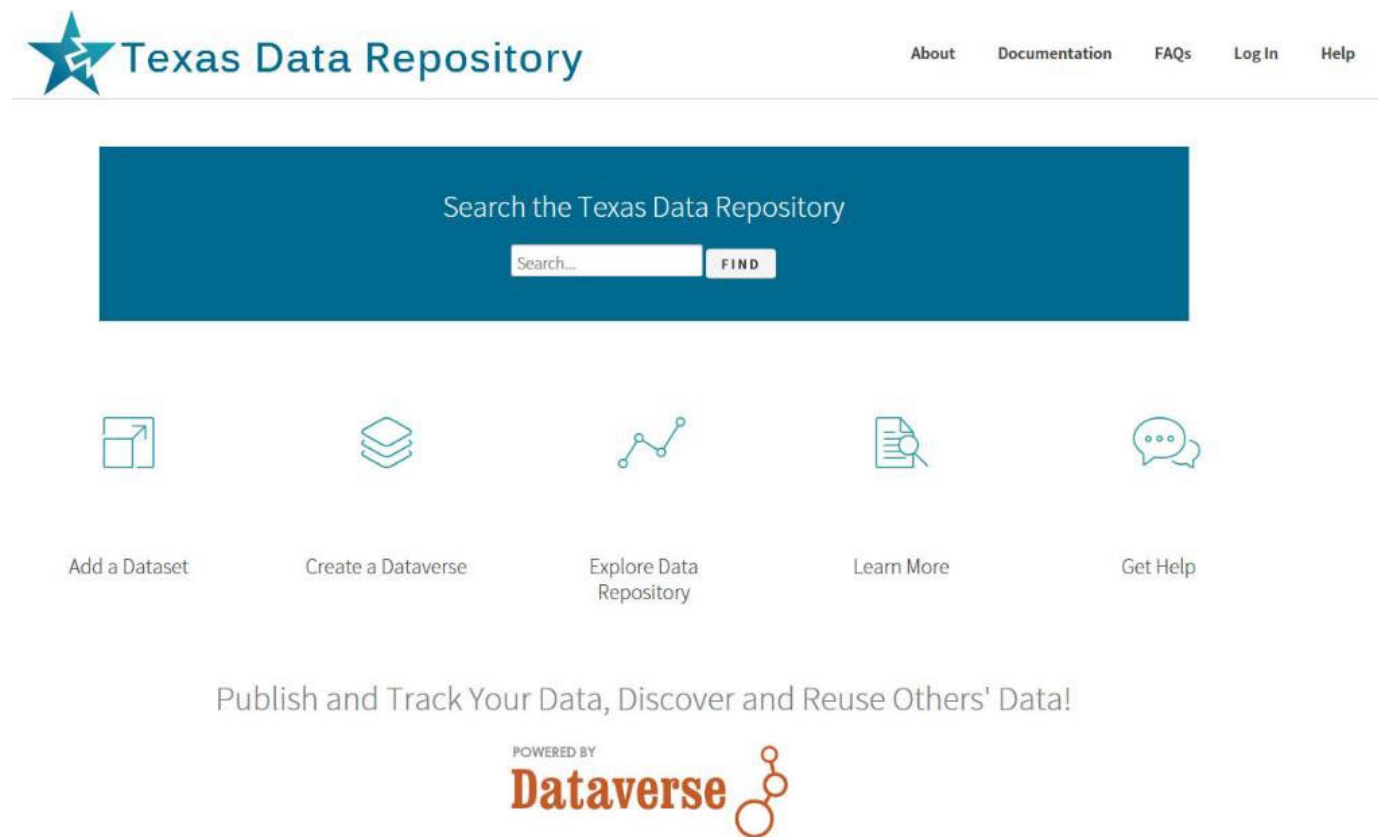 Texas Data Repository
About Documentation FAQs Log In Help
Search the Texas Data Repository
Search...
FIND
Add a Dataset
Create a Dataverse
Explore Data
Repository
Learn More
Get Help
Publish and Track Your Data, Discover and Reuse Others' Data!
POWERED BY
Dataverse